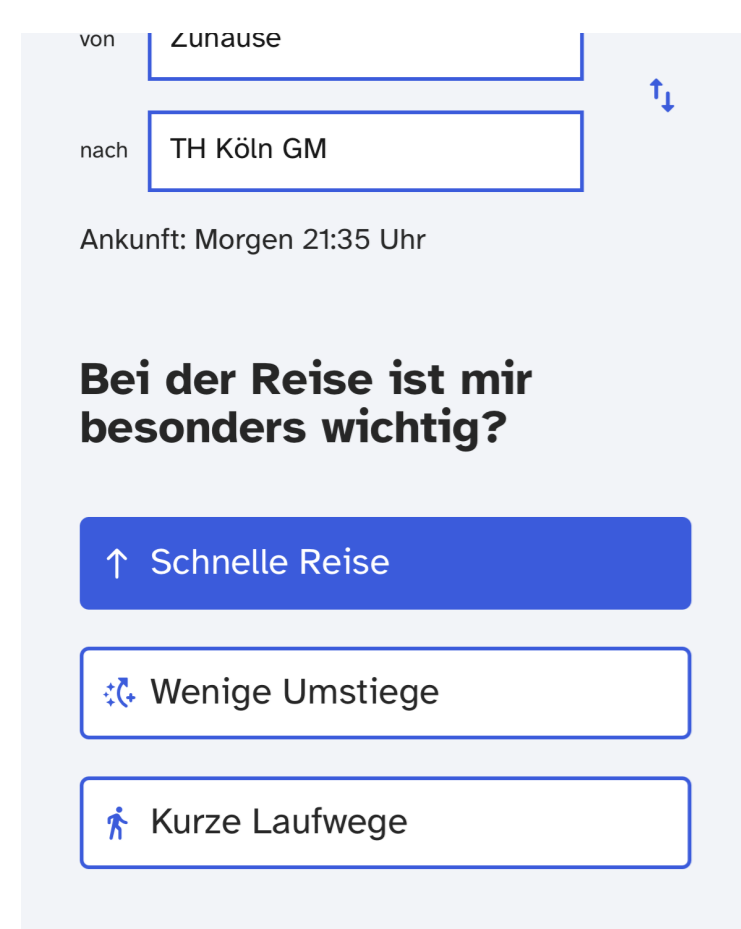 von
Zuhause
nach
TH Köln GM
Ankunft: Morgen 21:35 Uhr
Bei der Reise ist mir
besonders wichtig?
Schnelle Reise
Wenige Umstiege
Kurze Laufwege